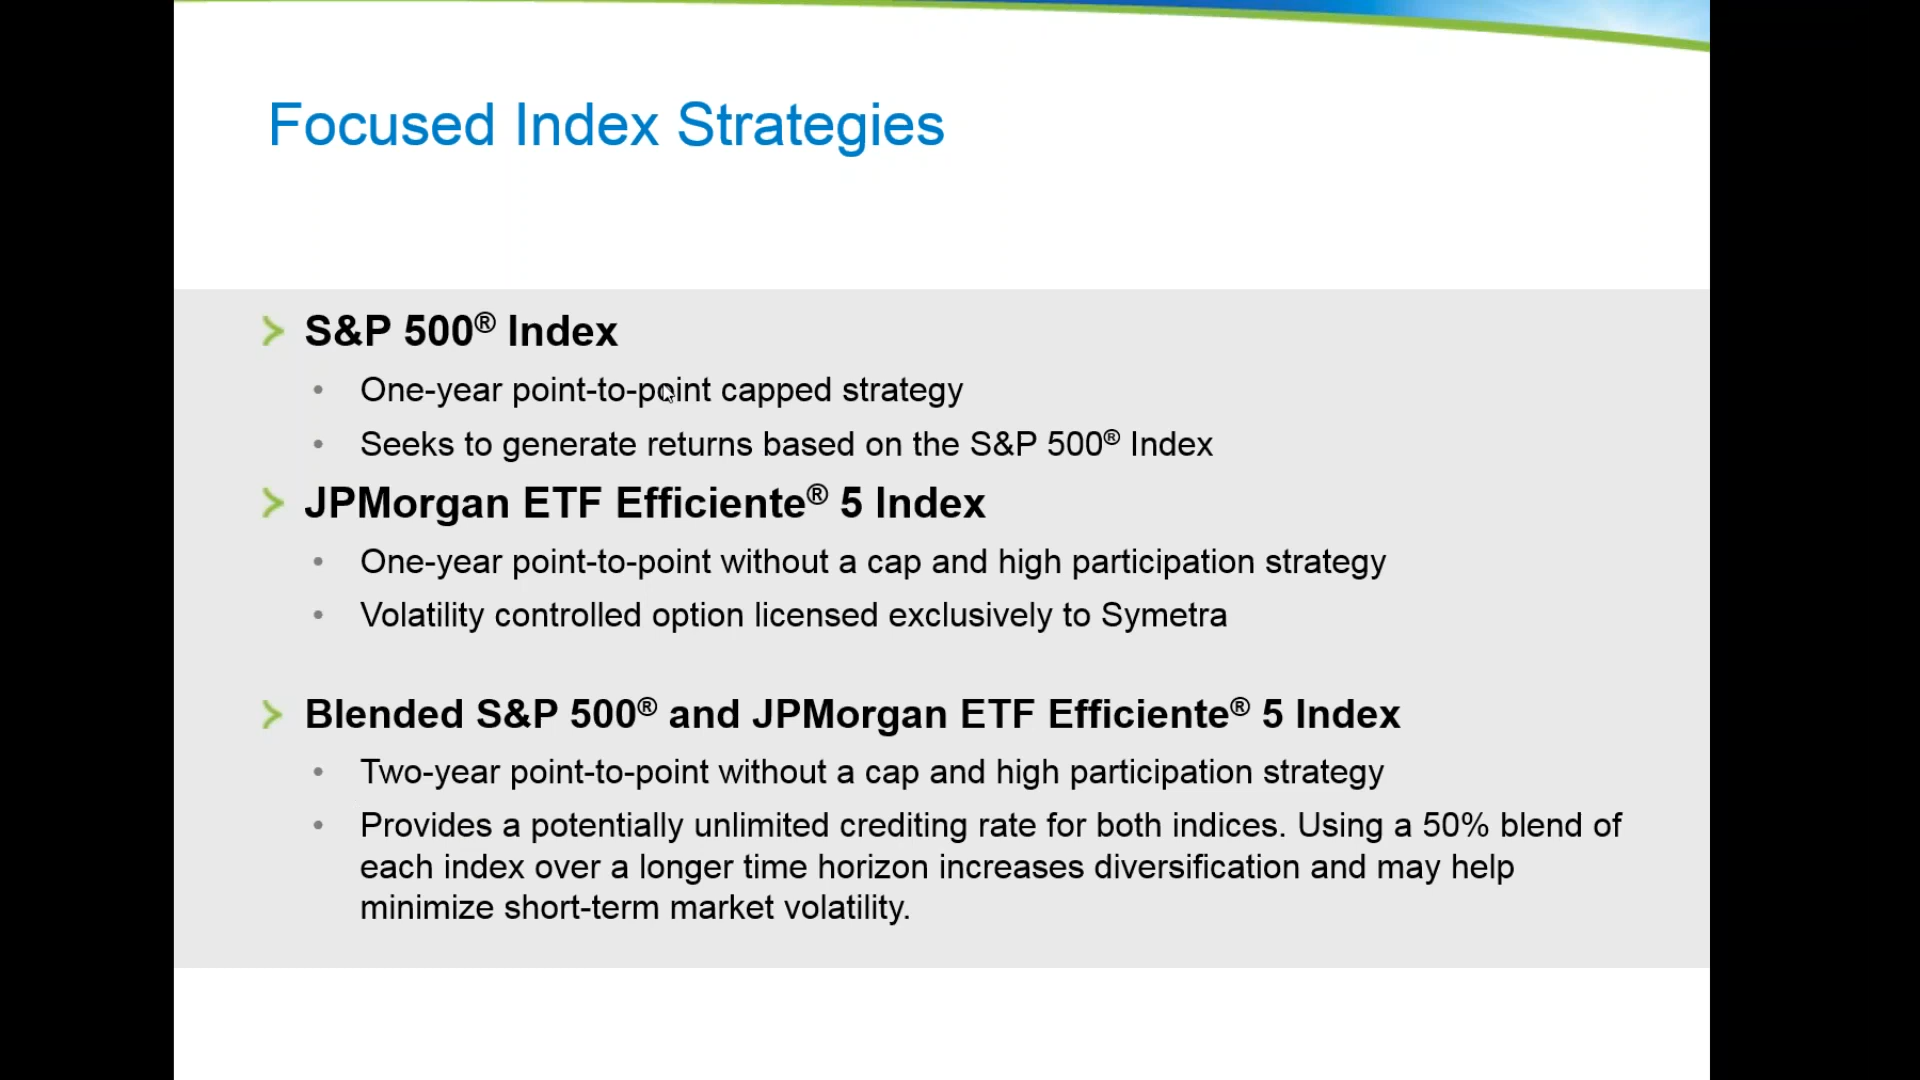 Focused Index Strategies
S&P 500® Index
• One-year point-to-point capped strategy
• Seeks to generate returns based on the S&P 500® Index
JPMorgan ETF Efficiente® 5 Index
• One-year point-to-point without a cap and high participation strategy
• Volatility controlled option licensed exclusively to Symetra
Blended S&P 500® and JPMorgan ETF Efficiente® 5 Index
• Two-year point-to-point without a cap and high participation strategy
• Provides a potentially unlimited crediting rate for both indices. Using a 50% blend of
each index over a longer time horizon increases diversification and may help
minimize short-term market volatility.